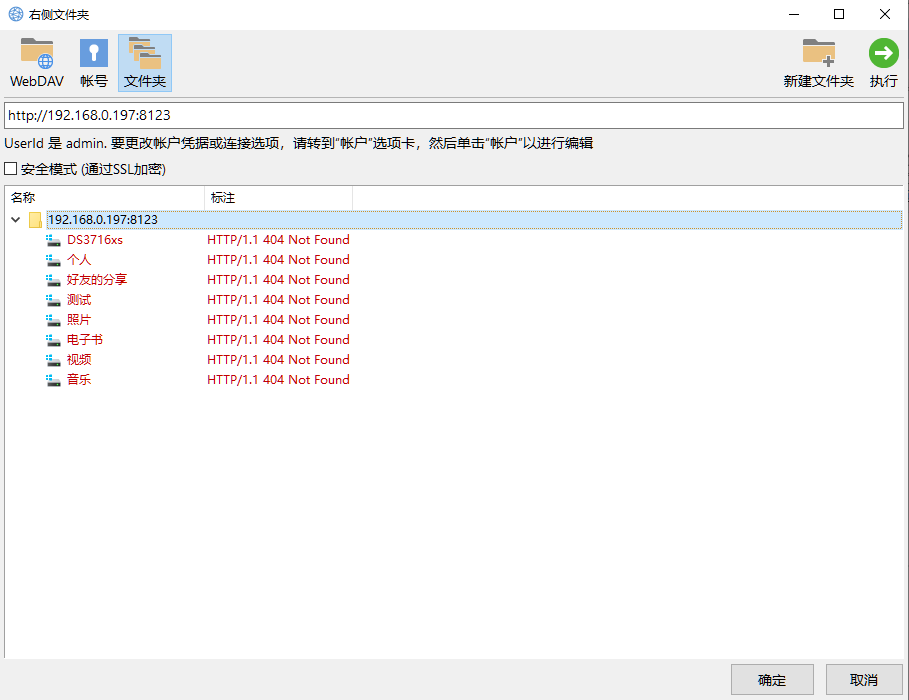 右侧文件夹
WebDAV 帐号 文件夹 新建文件夹 执行
http://192.168.0.197:8123
UserId 是 admin. 要更改帐户凭据或连接选项，请转到"帐户"选项卡，然后单击"帐户"以进行编辑
安全模式 (通过SSL加密)
名称 标注
192.168.0.197:8123
DS3716xs HTTP/1.1 404 Not Found
个人 HTTP/1.1 404 Not Found
好友的分享 HTTP/1.1 404 Not Found
测试 HTTP/1.1 404 Not Found
照片 HTTP/1.1 404 Not Found
电子书 HTTP/1.1 404 Not Found
视频 HTTP/1.1 404 Not Found
音乐 HTTP/1.1 404 Not Found
确定 取消